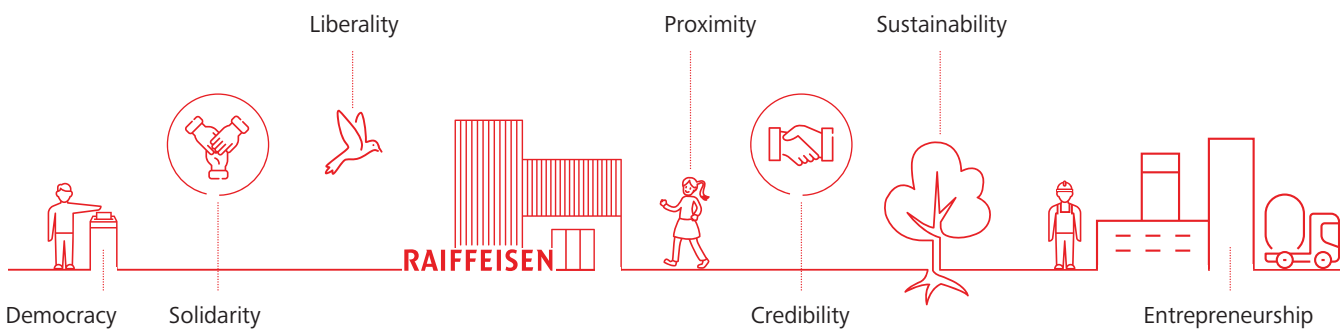 Liberality
Proximity
Sustainability
RAIFFEISEN
Democracy
Solidarity
Credibility
Entrepreneurship